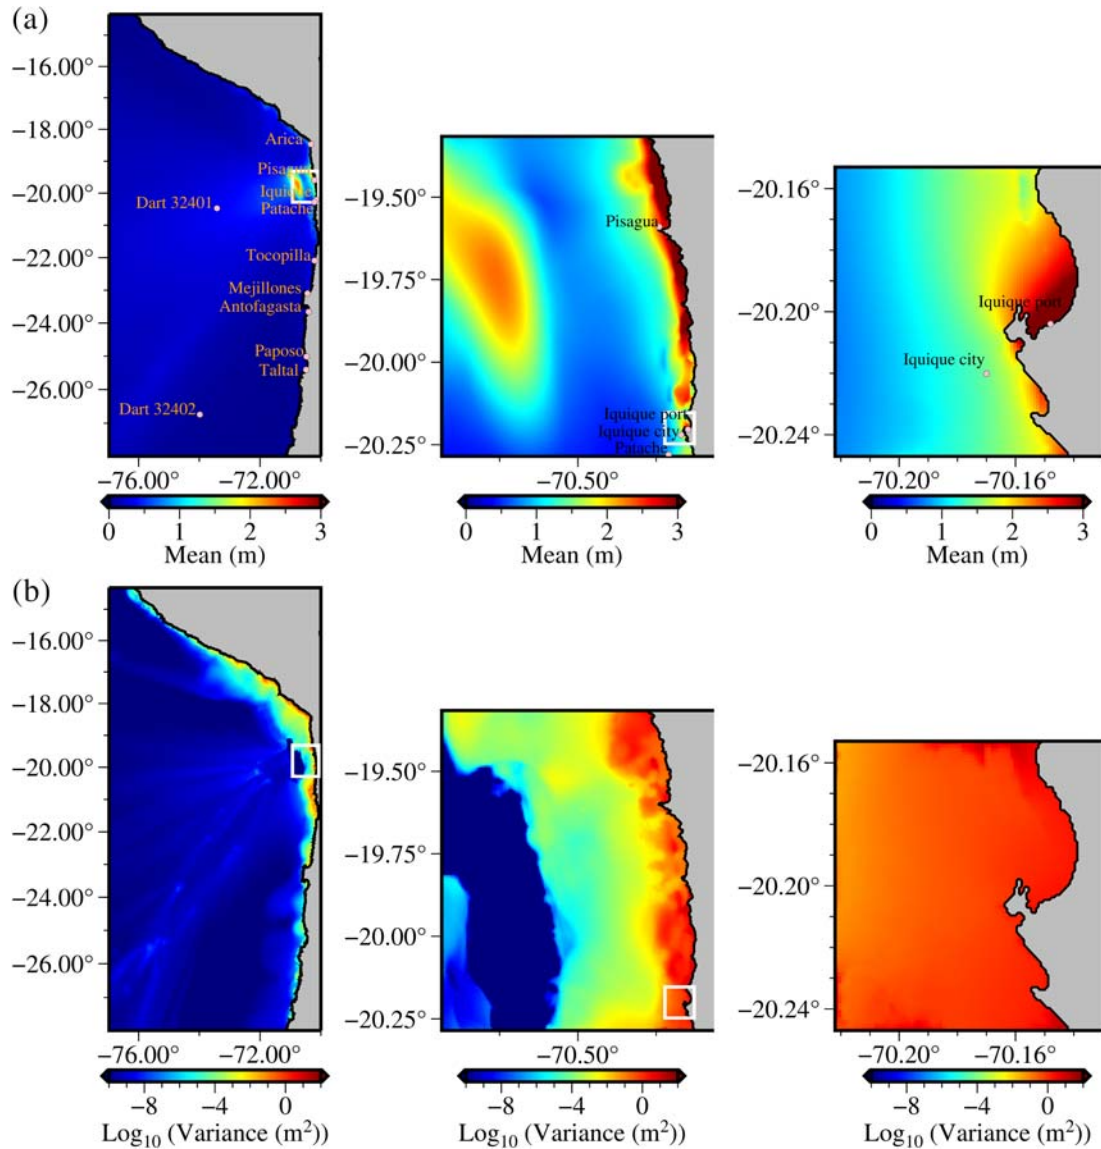 (a)
−16.00°
−18.00°
−20.00°
−22.00°
−24.00°
−26.00°
Arica
Pisagua
Iquique
Patache
Dart 32401
Tocopilla
Mejillones
Antofagasta
Paposo
Taltal
Dart 32402
−76.00°
−72.00°
0 1 2 3
Mean (m)
−19.50°
−19.75°
−20.00°
−20.25°
Pisagua
Iquique port
Iquique city
Patache
−70.50°
0 1 2 3
Mean (m)
−20.16°
−20.20°
−20.24°
Iquique port
Iquique city
−70.20°
−70.16°
0 1 2 3
Mean (m)
(b)
−16.00°
−18.00°
−20.00°
−22.00°
−24.00°
−26.00°
−76.00°
−72.00°
−8 −4 0
Log10 (Variance (m2))
−19.50°
−19.75°
−20.00°
−20.25°
−70.50°
−8 −4 0
Log10 (Variance (m2))
−20.16°
−20.20°
−20.24°
−70.20°
−70.16°
−8 −4 0
Log10 (Variance (m2))